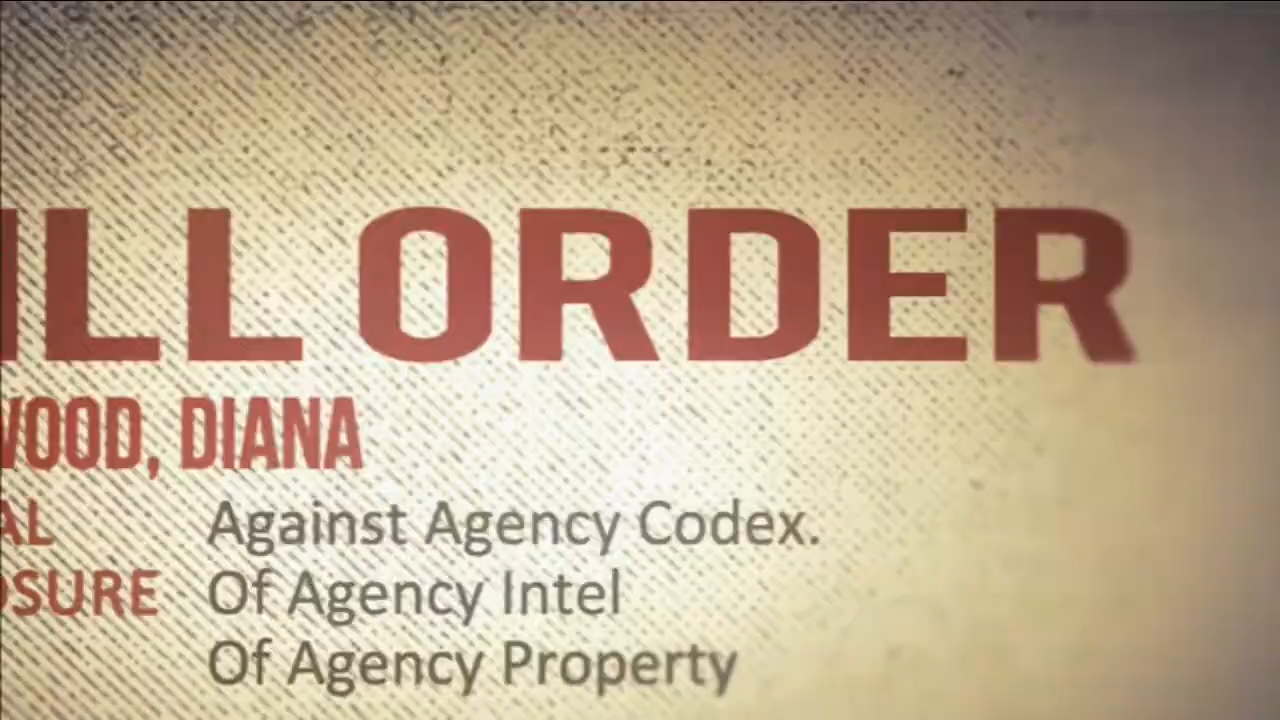 ILL ORDER
WOOD, DIANA
AL Against Agency Codex.
OSURE Of Agency Intel
Of Agency Property